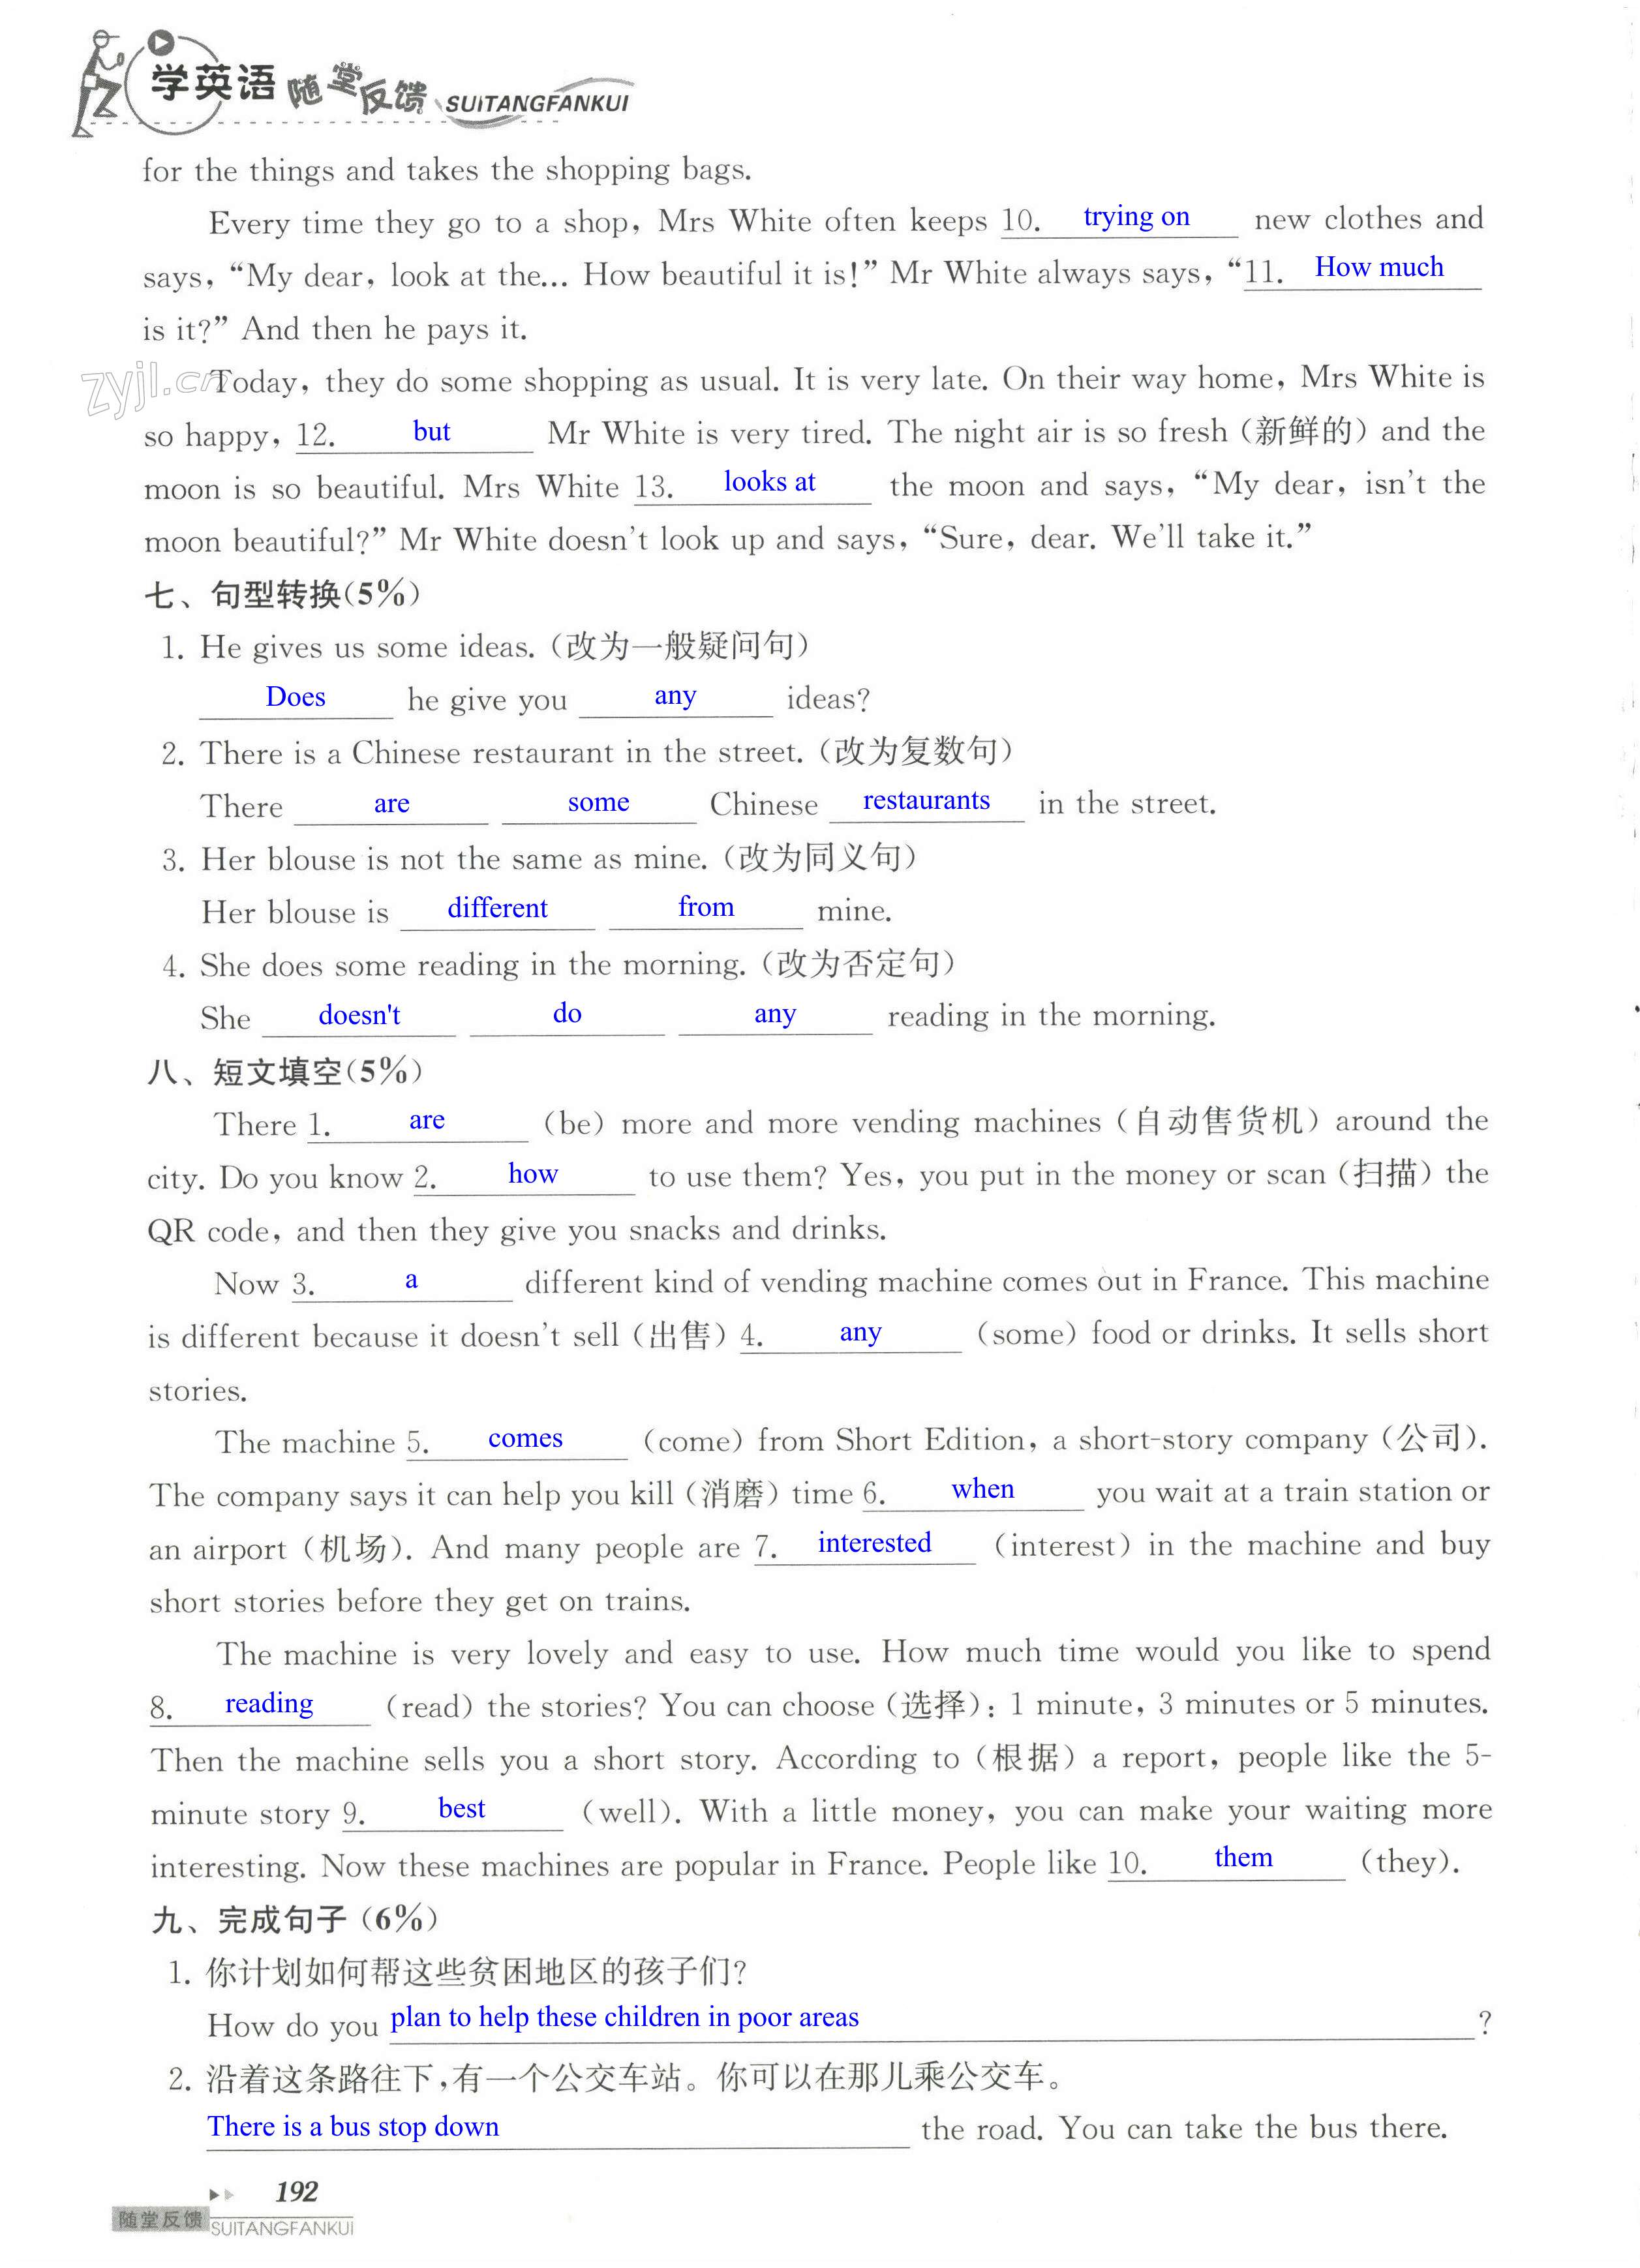 学英语 随堂反馈 SUITANGFANKUI
for the things and takes the shopping bags.
Every time they go to a shop, Mrs White often keeps 10. trying on new clothes and
says, “My dear, look at the... How beautiful it is!” Mr White always says, “11. How much
is it?” And then he pays it.
zyjl.cn
Today, they do some shopping as usual. It is very late. On their way home, Mrs White is
so happy, 12. but Mr White is very tired. The night air is so fresh（新鲜的）and the
moon is so beautiful. Mrs White 13. looks at the moon and says, “My dear, isn’t the
moon beautiful?” Mr White doesn’t look up and says, “Sure, dear. We’ll take it.”
七、句型转换(5%)
1. He gives us some ideas.（改为一般疑问句）
Does he give you any ideas?
2. There is a Chinese restaurant in the street.（改为复数句）
There are some Chinese restaurants in the street.
3. Her blouse is not the same as mine.（改为同义句）
Her blouse is different from mine.
4. She does some reading in the morning.（改为否定句）
She doesn't do any reading in the morning.
八、短文填空(5%)
There 1. are （be）more and more vending machines（自动售货机）around the
city. Do you know 2. how to use them? Yes, you put in the money or scan（扫描）the
QR code, and then they give you snacks and drinks.
Now 3. a different kind of vending machine comes out in France. This machine
is different because it doesn’t sell（出售）4. any （some）food or drinks. It sells short
stories.
The machine 5. comes （come）from Short Edition, a short-story company（公司）.
The company says it can help you kill（消磨）time 6. when you wait at a train station or
an airport（机场）. And many people are 7. interested （interest）in the machine and buy
short stories before they get on trains.
The machine is very lovely and easy to use. How much time would you like to spend
8. reading （read）the stories? You can choose（选择）: 1 minute, 3 minutes or 5 minutes.
Then the machine sells you a short story. According to（根据）a report, people like the 5-
minute story 9. best （well）. With a little money, you can make your waiting more
interesting. Now these machines are popular in France. People like 10. them （they）.
九、完成句子（6%）
1. 你计划如何帮这些贫困地区的孩子们?
How do you plan to help these children in poor areas ?
2. 沿着这条路往下,有一个公交车站。你可以在那儿乘公交车。
There is a bus stop down the road. You can take the bus there.
192
随堂反馈 SUITANGFANKUI